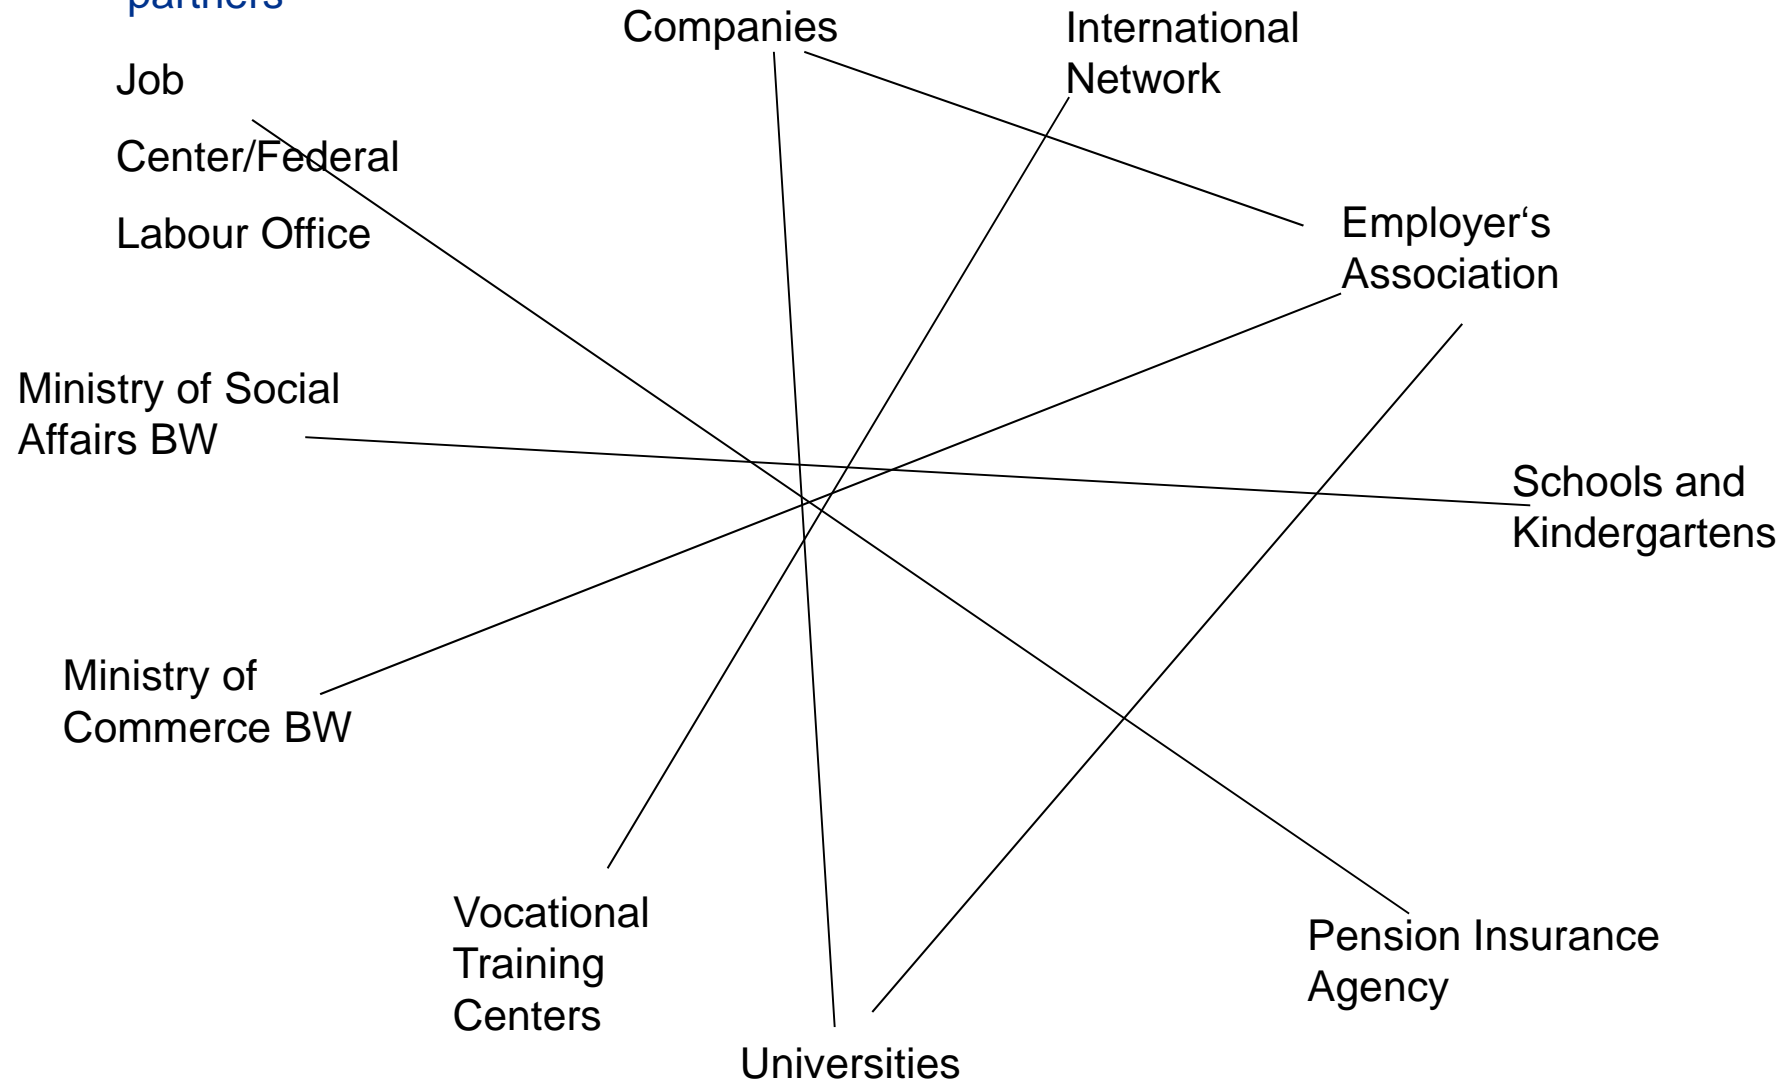 partners
Companies
International
Network
Job
Center/Federal
Labour Office
Employer‘s
Association
Ministry of Social
Affairs BW
Schools and
Kindergartens
Ministry of
Commerce BW
Vocational
Training
Centers
Pension Insurance
Agency
Universities